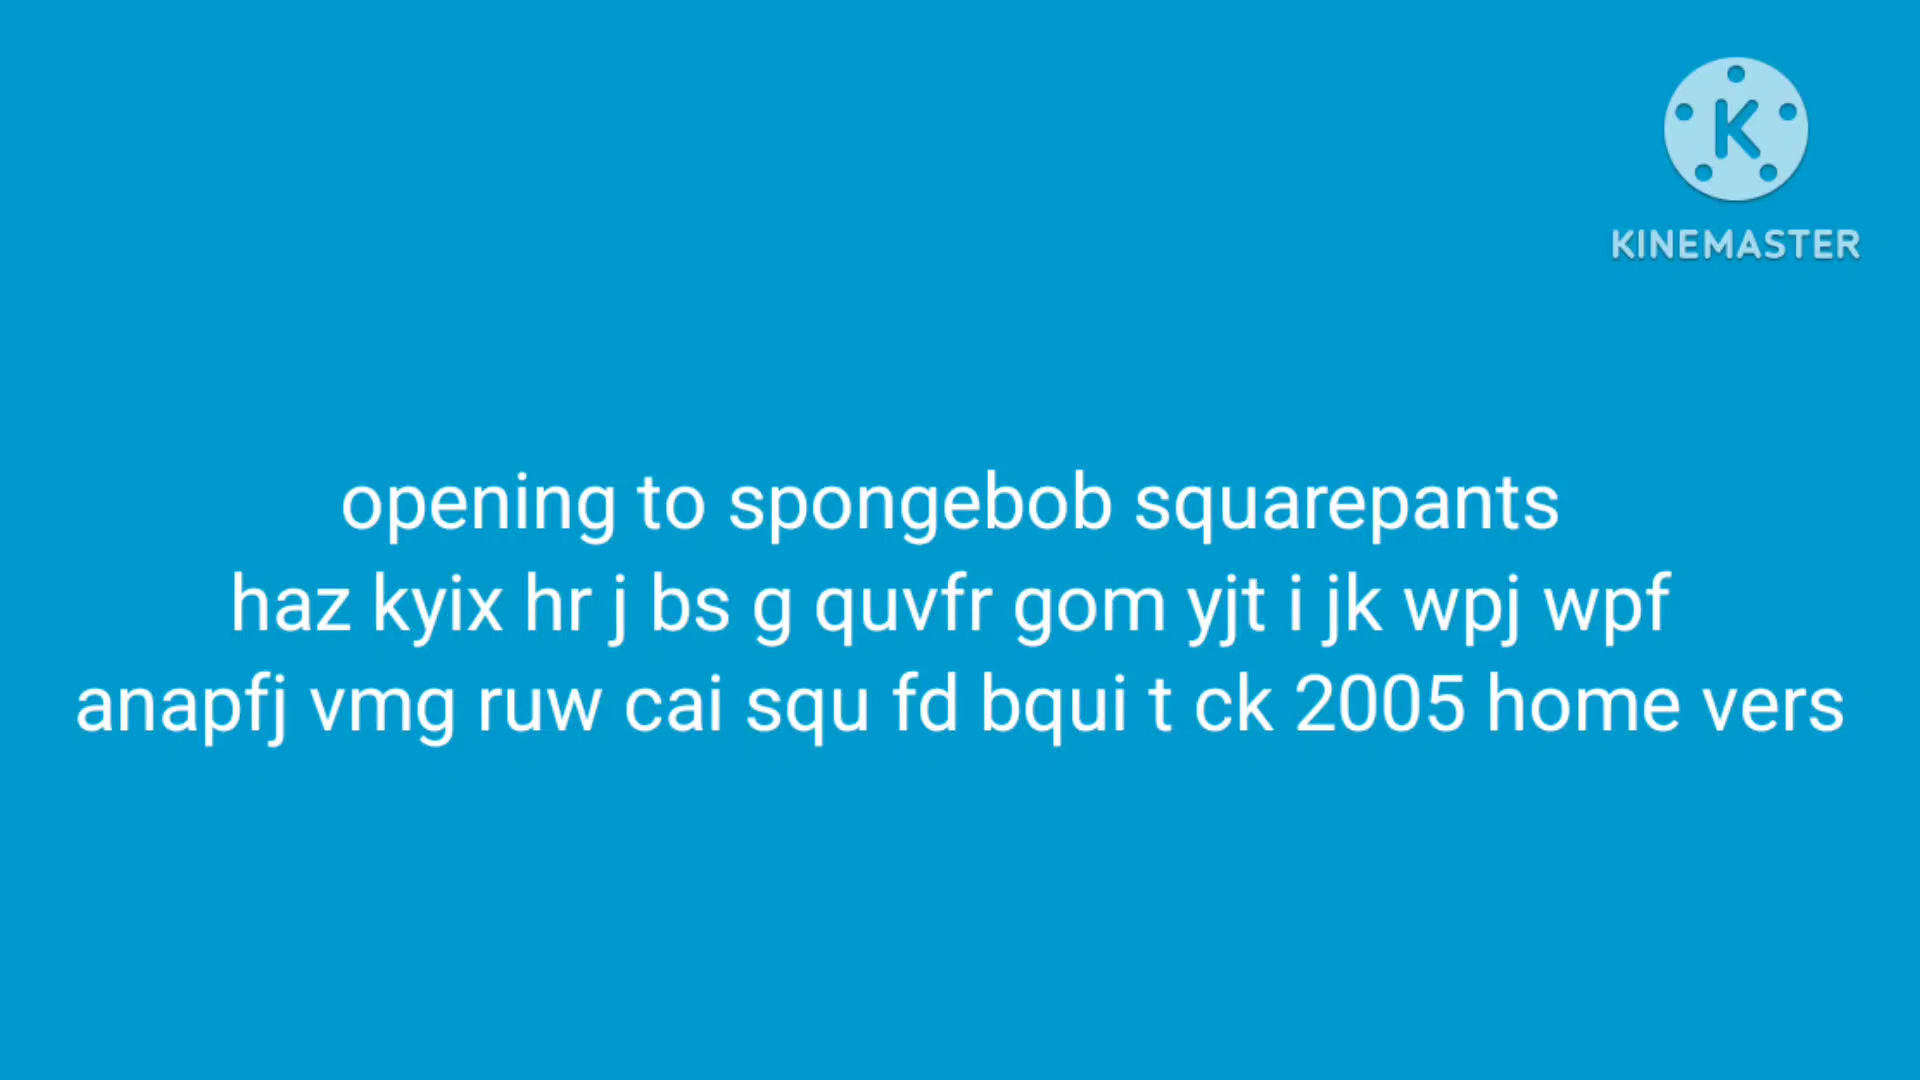 K
KINEMASTER
opening to spongebob squarepants
haz kyix hr j bs g quvfr gom yjt i jk wpj wpf
anapfj vmg ruw cai squ fd bqui t ck 2005 home vers